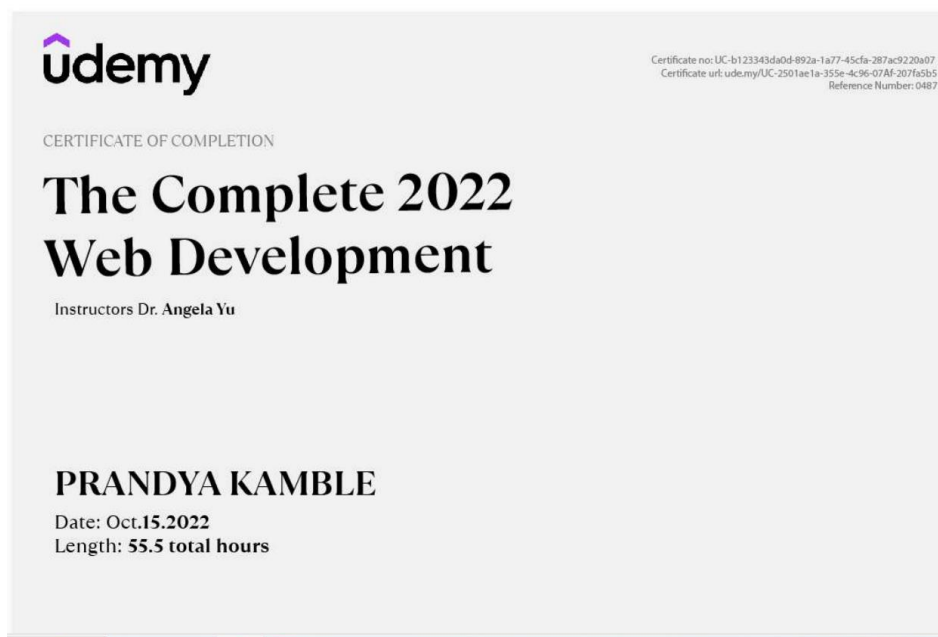 ûdemy
Certificate no: UC-b123343da0d-892a-1a77-45cfa-287ac9220a07
Certificate url: ude.my/UC-2501ae1a-355e-4c96-07Af-207fa5b5
Reference Number: 0487
CERTIFICATE OF COMPLETION
The Complete 2022
Web Development
Instructors Dr. Angela Yu
PRANDYA KAMBLE
Date: Oct.15.2022
Length: 55.5 total hours